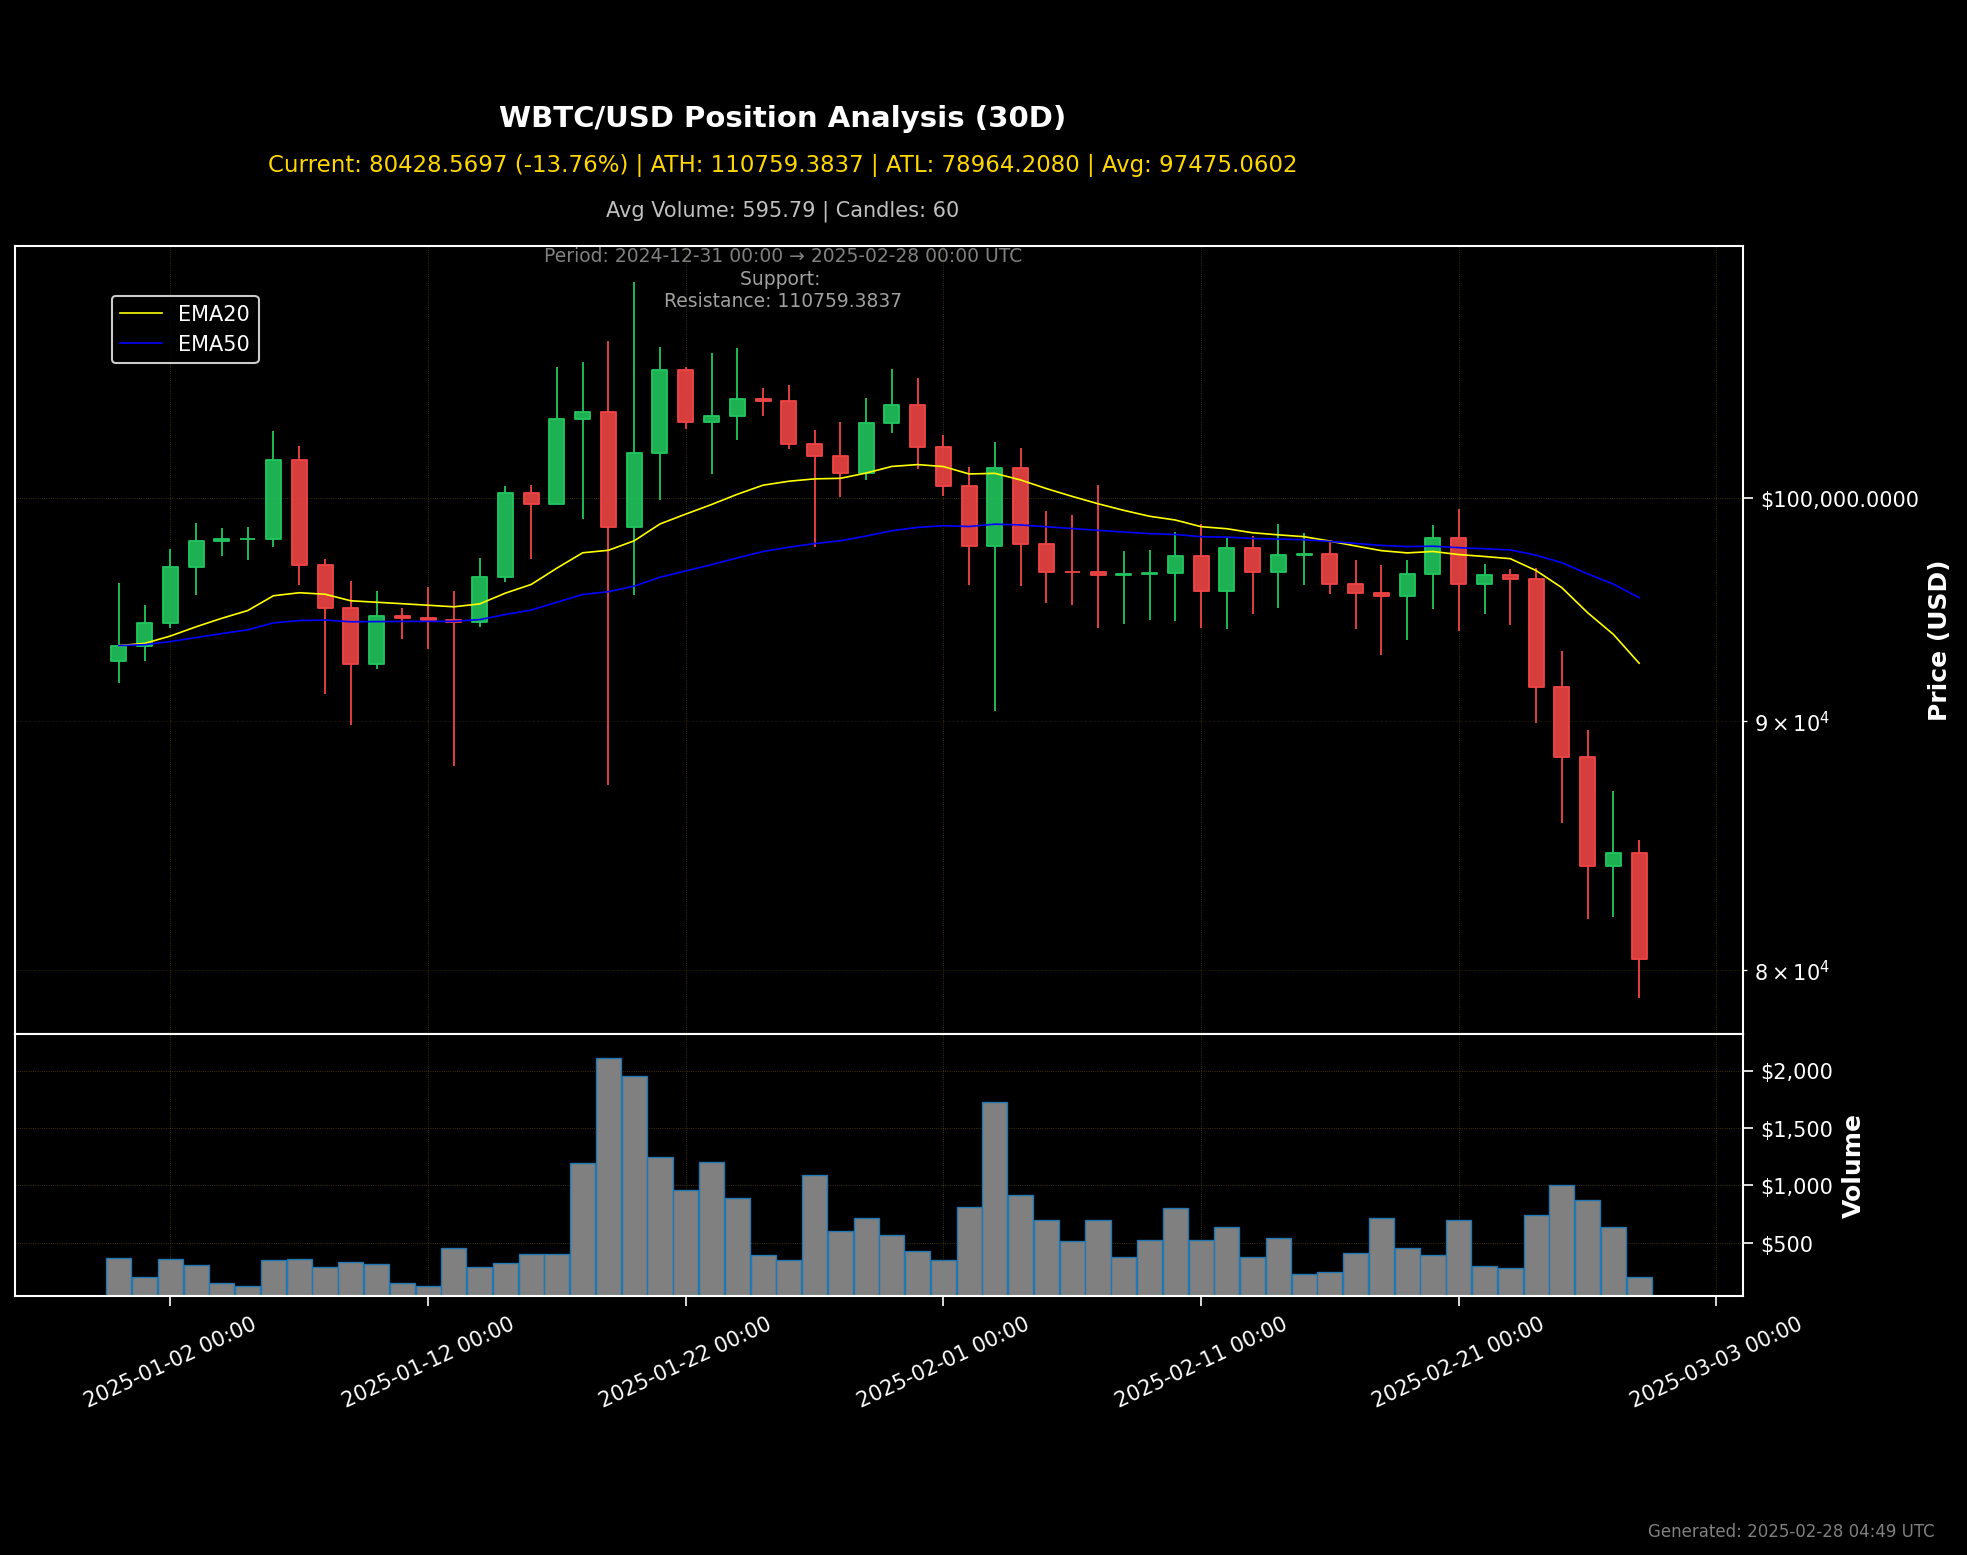 WBTC/USD Position Analysis (30D)
Current: 80428.5697 (-13.76%) | ATH: 110759.3837 | ATL: 78964.2080 | Avg: 97475.0602
Avg Volume: 595.79 | Candles: 60
Period: 2024-12-31 00:00 → 2025-02-28 00:00 UTC
Support:
Resistance: 110759.3837
EMA20
EMA50
$100,000.0000
9 × 10⁴
8 × 10⁴
Price (USD)
$2,000
$1,500
$1,000
$500
Volume
2025-01-02 00:00
2025-01-12 00:00
2025-01-22 00:00
2025-02-01 00:00
2025-02-11 00:00
2025-02-21 00:00
2025-03-03 00:00
Generated: 2025-02-28 04:49 UTC